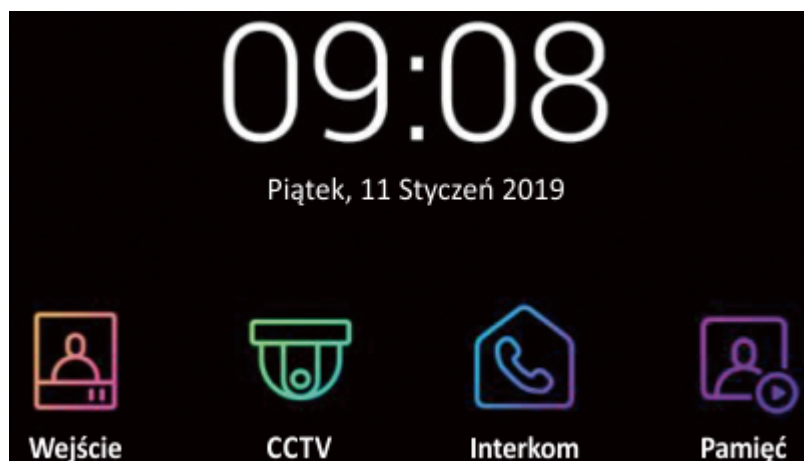 09:08
Piątek, 11 Styczeń 2019
Wejście CCTV Interkom Pamięć